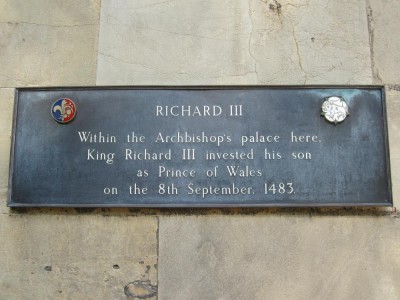 RICHARD III
Within the Archbishop's palace here,
King Richard III invested his son
as Prince of Wales
on the 8th September, 1483.